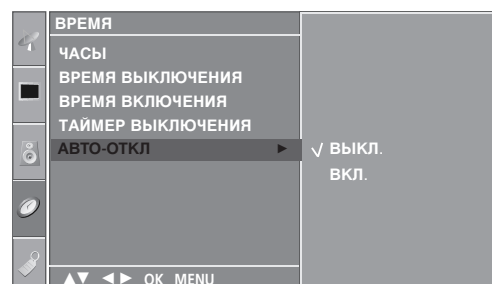 ВРЕМЯ
ЧАСЫ
ВРЕМЯ ВЫКЛЮЧЕНИЯ
ВРЕМЯ ВКЛЮЧЕНИЯ
ТАЙМЕР ВЫКЛЮЧЕНИЯ
АВТО-ОТКЛ ► √ ВЫКЛ.
ВКЛ.
▲▼ ◄► OK MENU